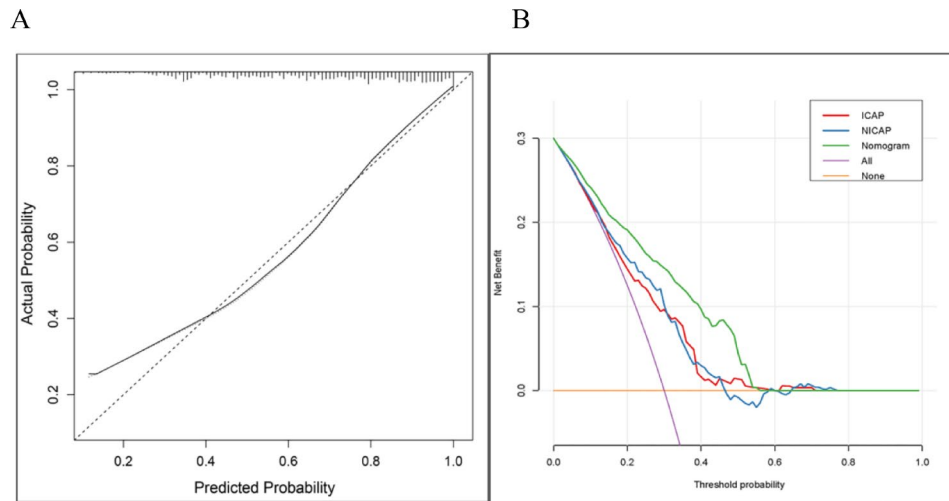 A
B
1.0
0.8
0.6
0.4
0.2
Actual Probability
0.2
0.4
0.6
0.8
1.0
Predicted Probability
ICAP
NICAP
Nomogram
All
None
0.3
0.2
0.1
0.0
Net Benefit
0.0
0.2
0.4
0.6
0.8
1.0
Threshold probability